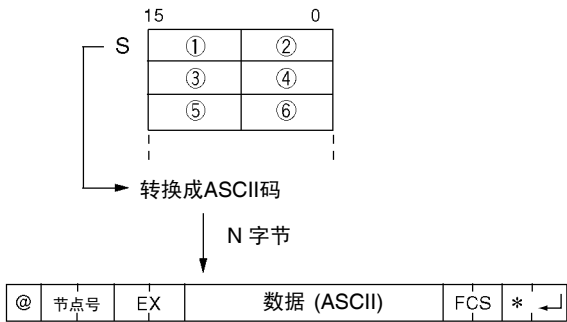 15 0
S ① ②
③ ④
⑤ ⑥
转换成ASCII码
N 字节
@ 节点号 EX 数据 (ASCII) FCS * ↵